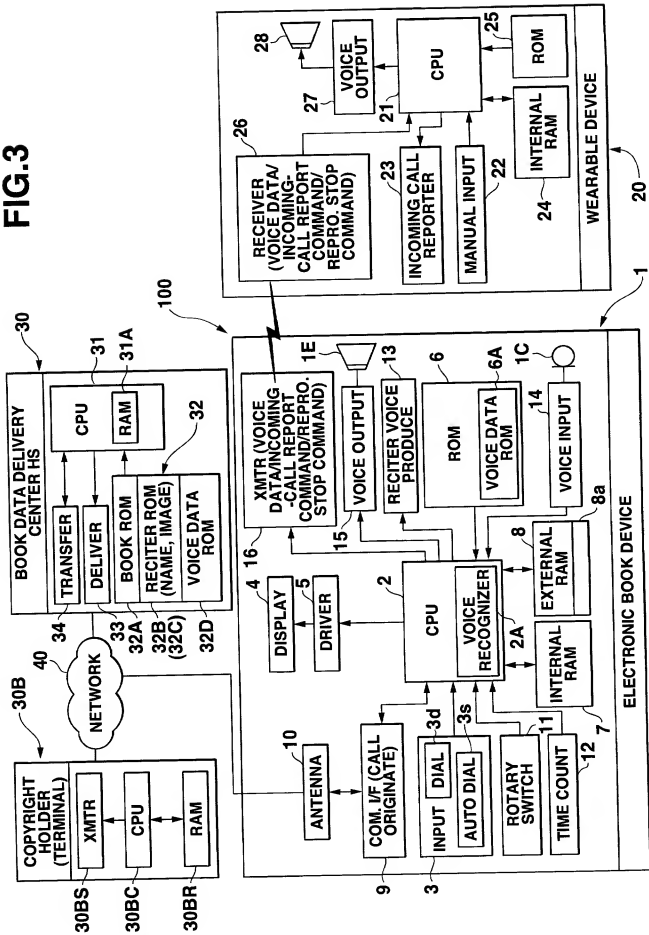 FIG.3
COPYRIGHT
HOLDER
(TERMINAL)
XMTR
CPU
RAM
30B
30BS
30BC
30BR
NETWORK
40
BOOK DATA DELIVERY
CENTER HS
30
TRANSFER
DELIVER
CPU
RAM
31
31A
BOOK ROM
RECITER ROM
(NAME, IMAGE)
VOICE DATA
ROM
32
34
33
32A
32B
(32C)
32D
100
ANTENNA
10
COM. I/F (CALL
ORIGINATE)
9
INPUT
DIAL
3d
AUTO DIAL
3s
3
ROTARY
SWITCH
11
TIME COUNT
12
DISPLAY
4
DRIVER
5
CPU
2
VOICE
RECOGNIZER
2A
INTERNAL
RAM
7
EXTERNAL
RAM
8
8a
XMTR (VOICE
DATA/INCOMING
-CALL REPORT
COMMAND/REPRO.
STOP COMMAND)
16
VOICE OUTPUT
15
1E
RECITER VOICE
PRODUCE
13
ROM
6
VOICE DATA
ROM
6A
VOICE INPUT
14
1C
ELECTRONIC BOOK DEVICE
1
RECEIVER
(VOICE DATA/
INCOMING-
CALL REPORT
COMMAND/
REPRO. STOP
COMMAND)
26
VOICE
OUTPUT
27
28
CPU
21
INCOMING CALL
REPORTER
23
MANUAL INPUT
22
INTERNAL
RAM
24
ROM
25
WEARABLE DEVICE
20